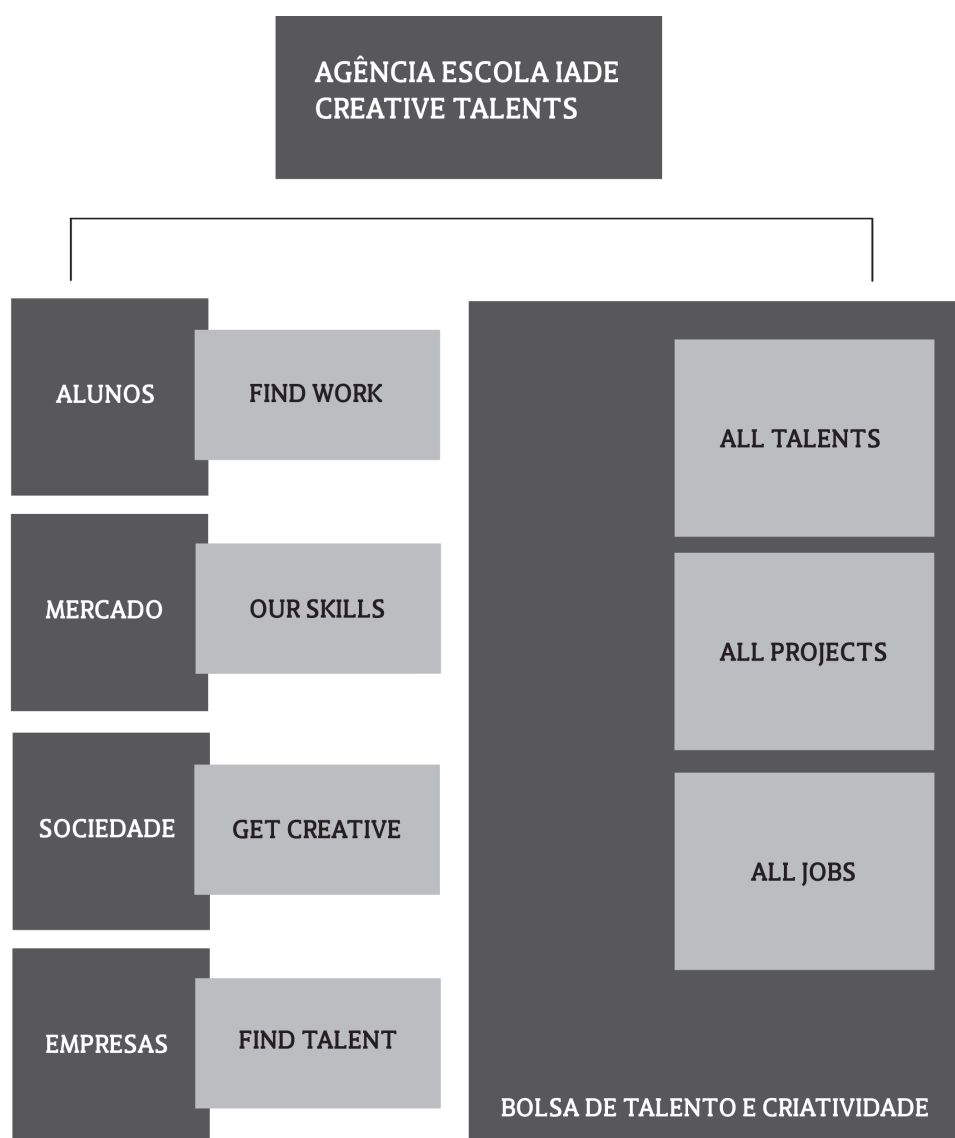 AGÊNCIA ESCOLA IADE
CREATIVE TALENTS
ALUNOS
FIND WORK
MERCADO
OUR SKILLS
SOCIEDADE
GET CREATIVE
EMPRESAS
FIND TALENT
ALL TALENTS
ALL PROJECTS
ALL JOBS
BOLSA DE TALENTO E CRIATIVIDADE